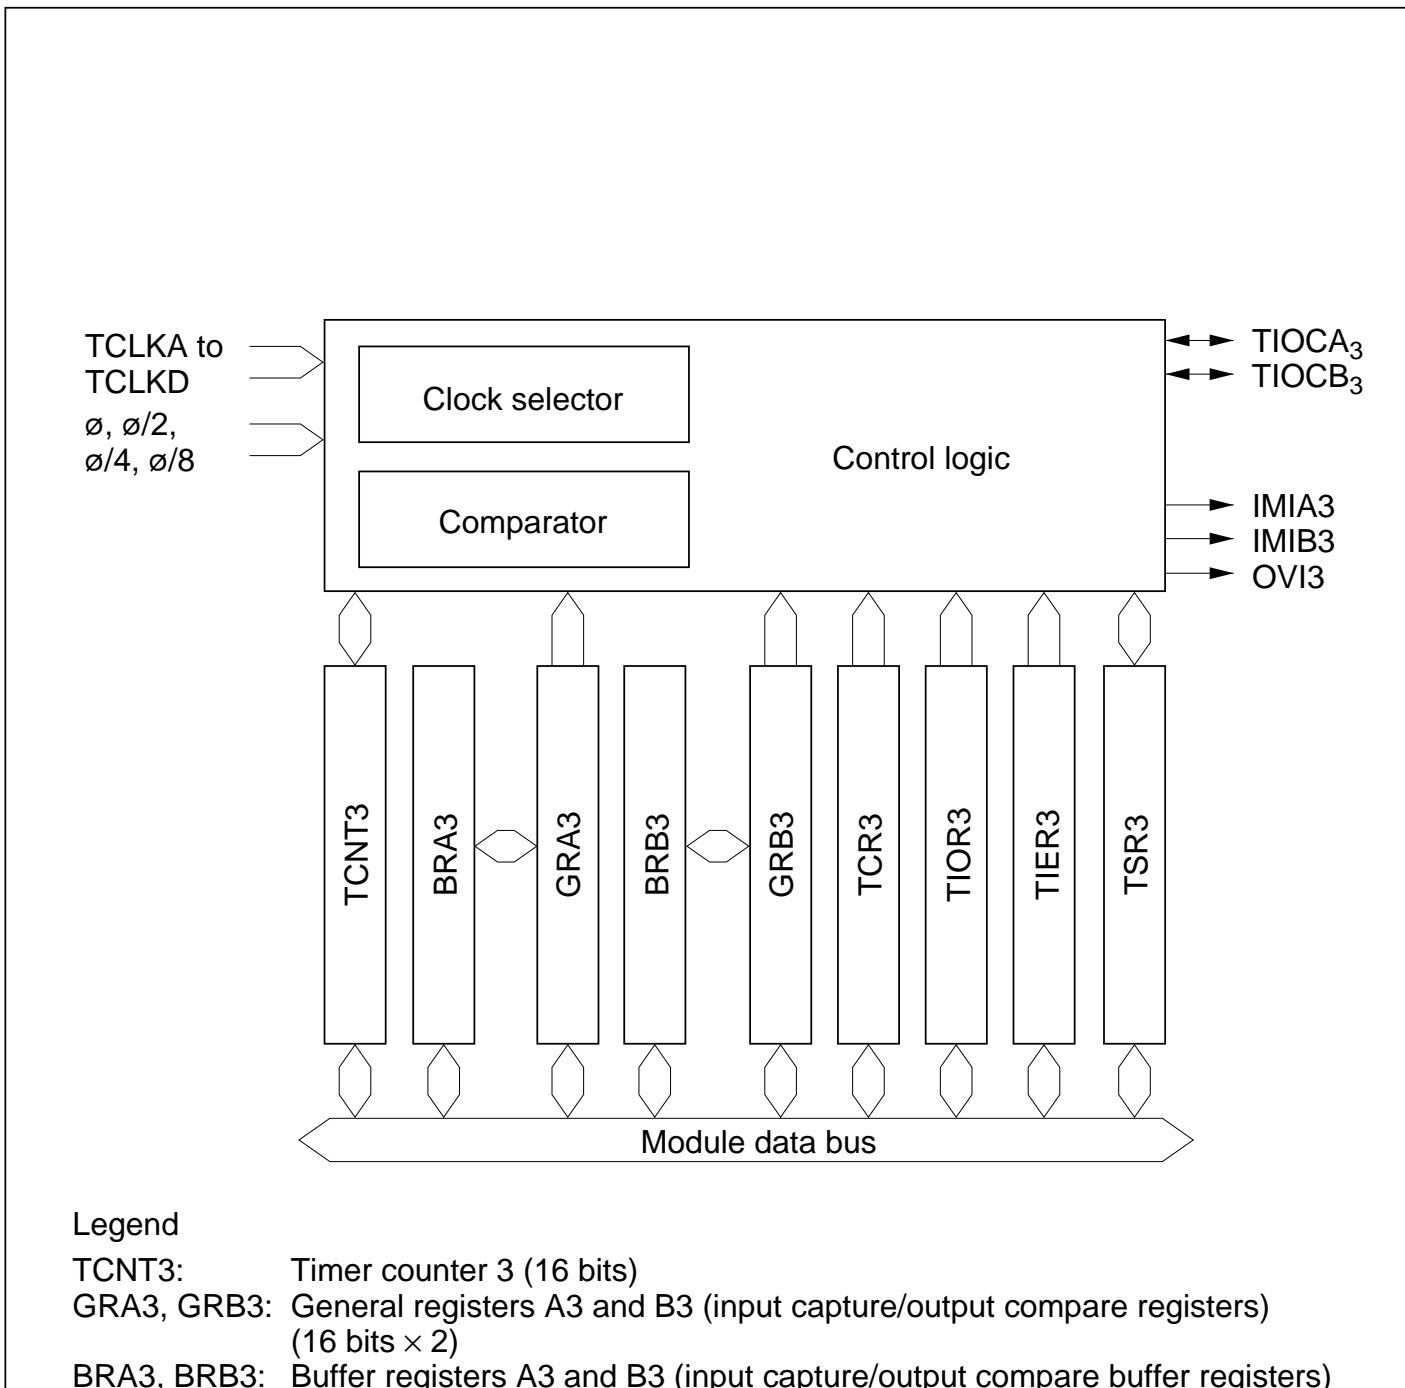 TCLKA to
TCLKD
ø, ø/2,
ø/4, ø/8
Clock selector
Comparator
Control logic
TIOCA3
TIOCB3
IMIA3
IMIB3
OVI3
TCNT3
BRA3
GRA3
BRB3
GRB3
TCR3
TIOR3
TIER3
TSR3
Module data bus
Legend
TCNT3: Timer counter 3 (16 bits)
GRA3, GRB3: General registers A3 and B3 (input capture/output compare registers)
(16 bits × 2)
BRA3, BRB3: Buffer registers A3 and B3 (input capture/output compare buffer registers)